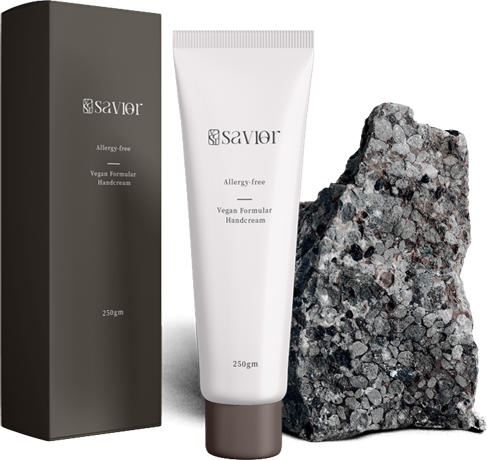 savior
Allergy-free
Vegan Formular
Handcream
250gm
savior
Allergy-free
Vegan Formular
Handcream
250gm